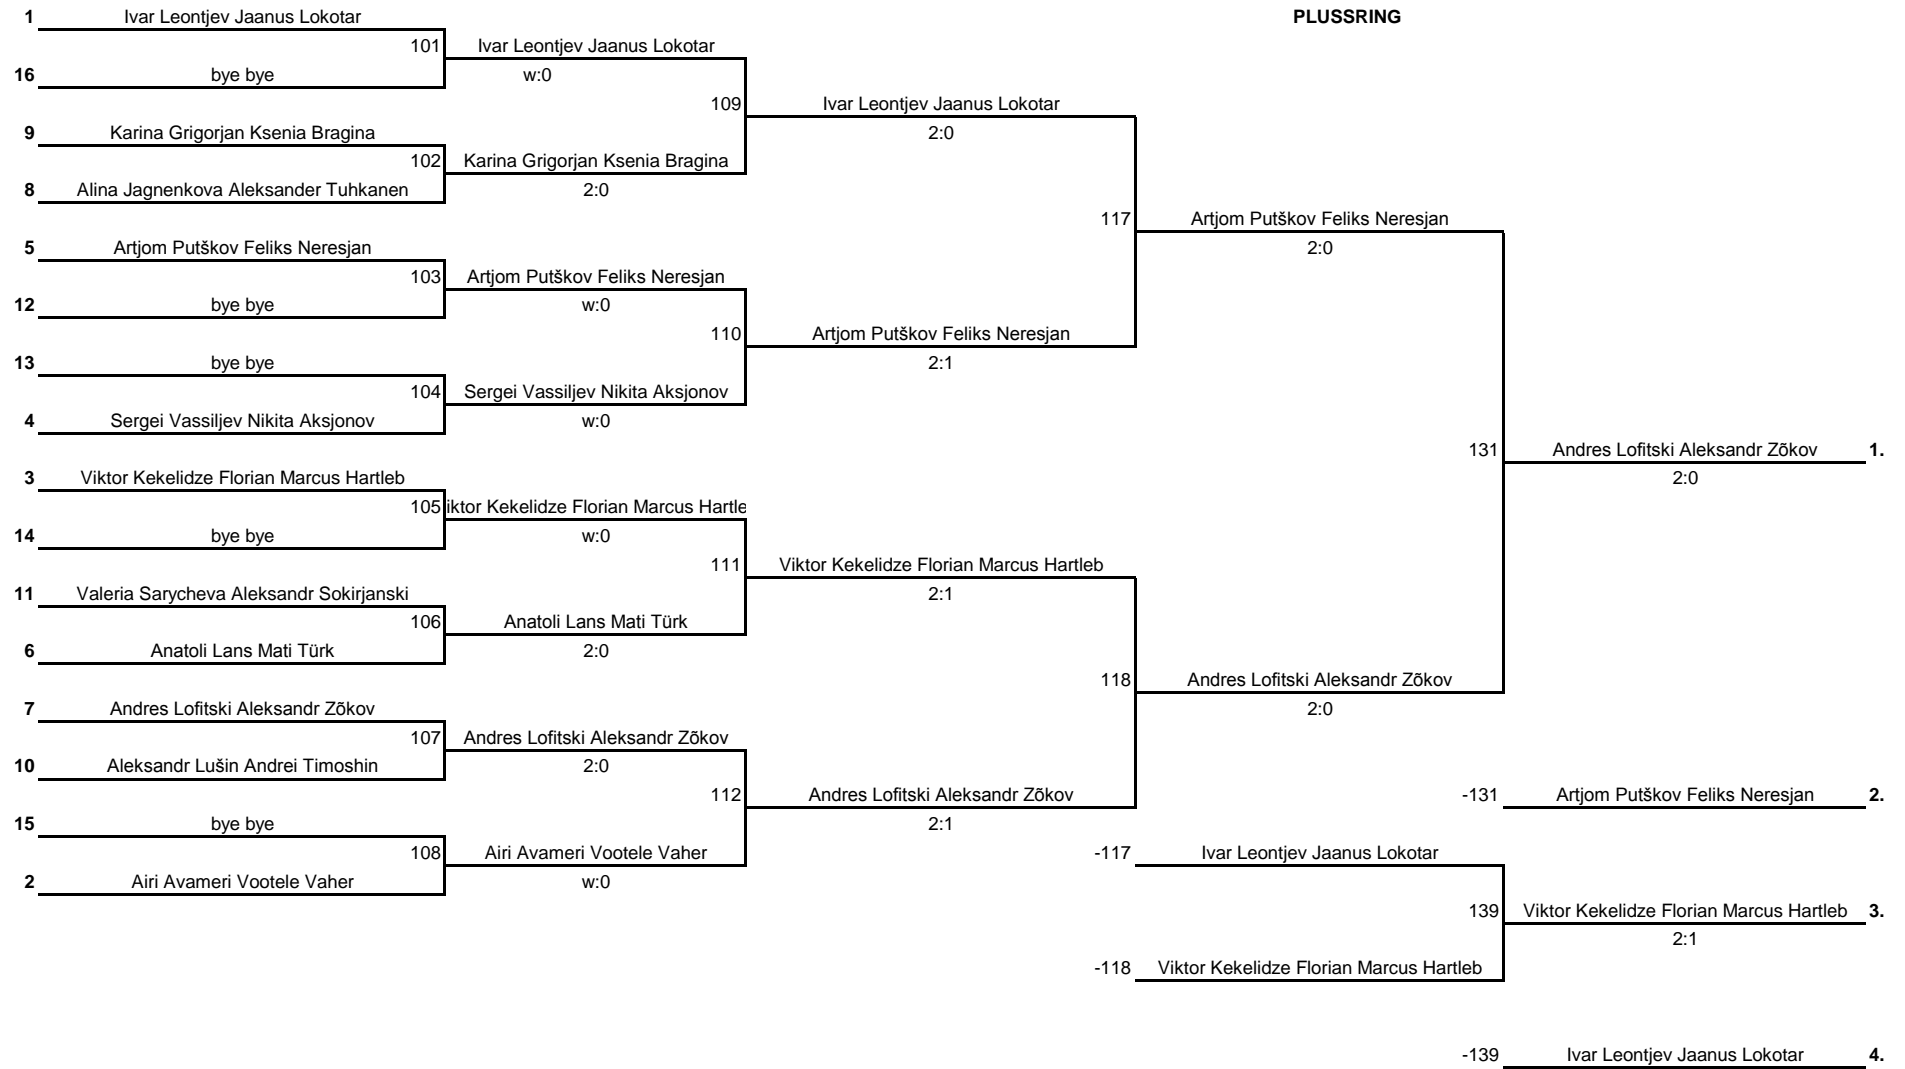 1 Ivar Leontjev Jaanus Lokotar PLUSSRING
101 Ivar Leontjev Jaanus Lokotar
16 bye bye w:0
109 Ivar Leontjev Jaanus Lokotar
9 Karina Grigorjan Ksenia Bragina 2:0
102 Karina Grigorjan Ksenia Bragina
8 Alina Jagnenkova Aleksander Tuhkanen 2:0
117 Artjom Putškov Feliks Neresjan
5 Artjom Putškov Feliks Neresjan 2:0
103 Artjom Putškov Feliks Neresjan
12 bye bye w:0
110 Artjom Putškov Feliks Neresjan
13 bye bye 2:1
104 Sergei Vassiljev Nikita Aksjonov
4 Sergei Vassiljev Nikita Aksjonov w:0
131 Andres Lofitski Aleksandr Zõkov 1.
3 Viktor Kekelidze Florian Marcus Hartleb 2:0
105 iktor Kekelidze Florian Marcus Hartle
14 bye bye w:0
111 Viktor Kekelidze Florian Marcus Hartleb
11 Valeria Sarycheva Aleksandr Sokirjanski 2:1
106 Anatoli Lans Mati Türk
6 Anatoli Lans Mati Türk 2:0
118 Andres Lofitski Aleksandr Zõkov
7 Andres Lofitski Aleksandr Zõkov 2:0
107 Andres Lofitski Aleksandr Zõkov
10 Aleksandr Lušin Andrei Timoshin 2:0
112 Andres Lofitski Aleksandr Zõkov -131 Artjom Putškov Feliks Neresjan 2.
15 bye bye 2:1
108 Airi Avameri Vootele Vaher -117 Ivar Leontjev Jaanus Lokotar
2 Airi Avameri Vootele Vaher w:0
139 Viktor Kekelidze Florian Marcus Hartleb 3.
2:1
-118 Viktor Kekelidze Florian Marcus Hartleb
-139 Ivar Leontjev Jaanus Lokotar 4.